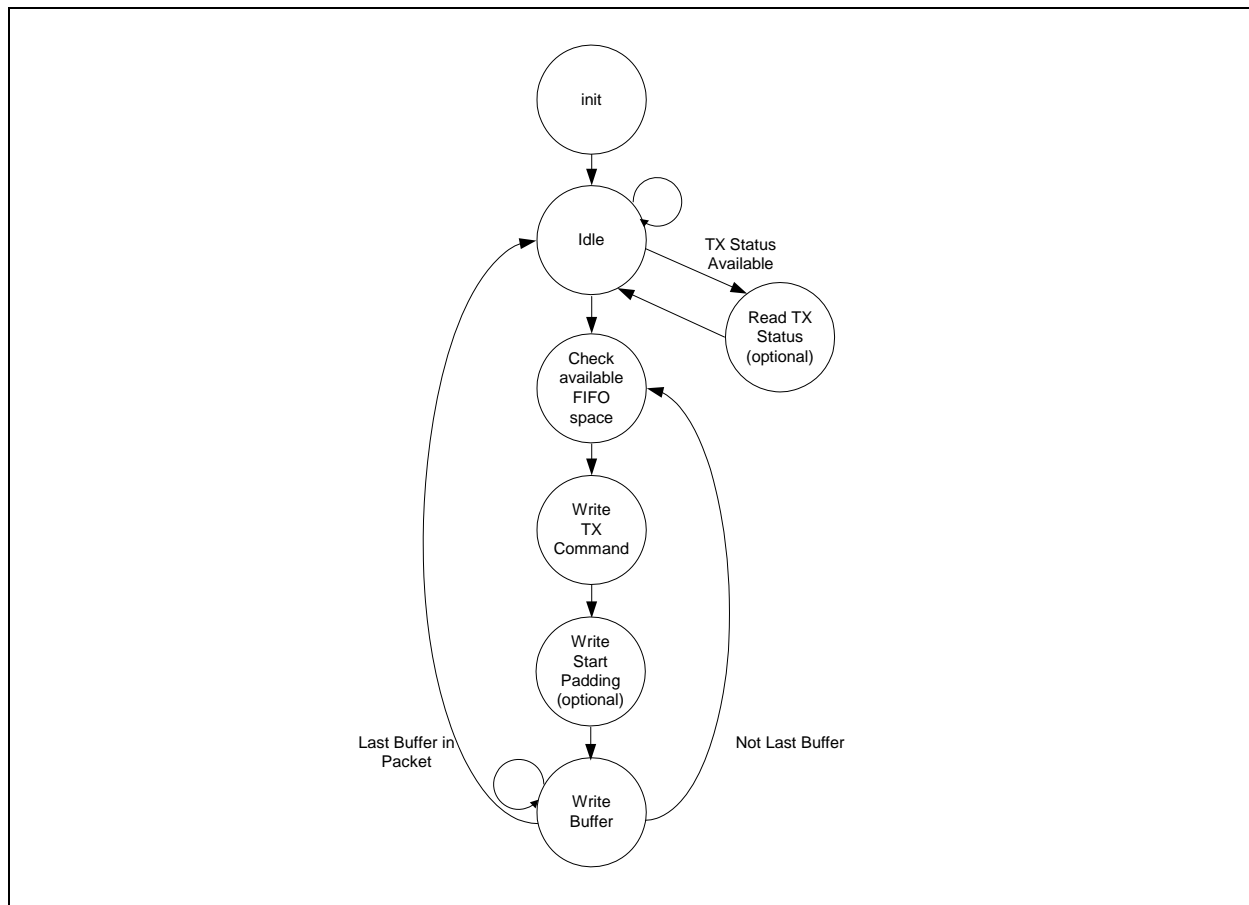 init
Idle
TX Status
Available
Read TX
Status
(optional)
Check
available
FIFO
space
Write
TX
Command
Write
Start
Padding
(optional)
Last Buffer in
Packet
Not Last Buffer
Write
Buffer